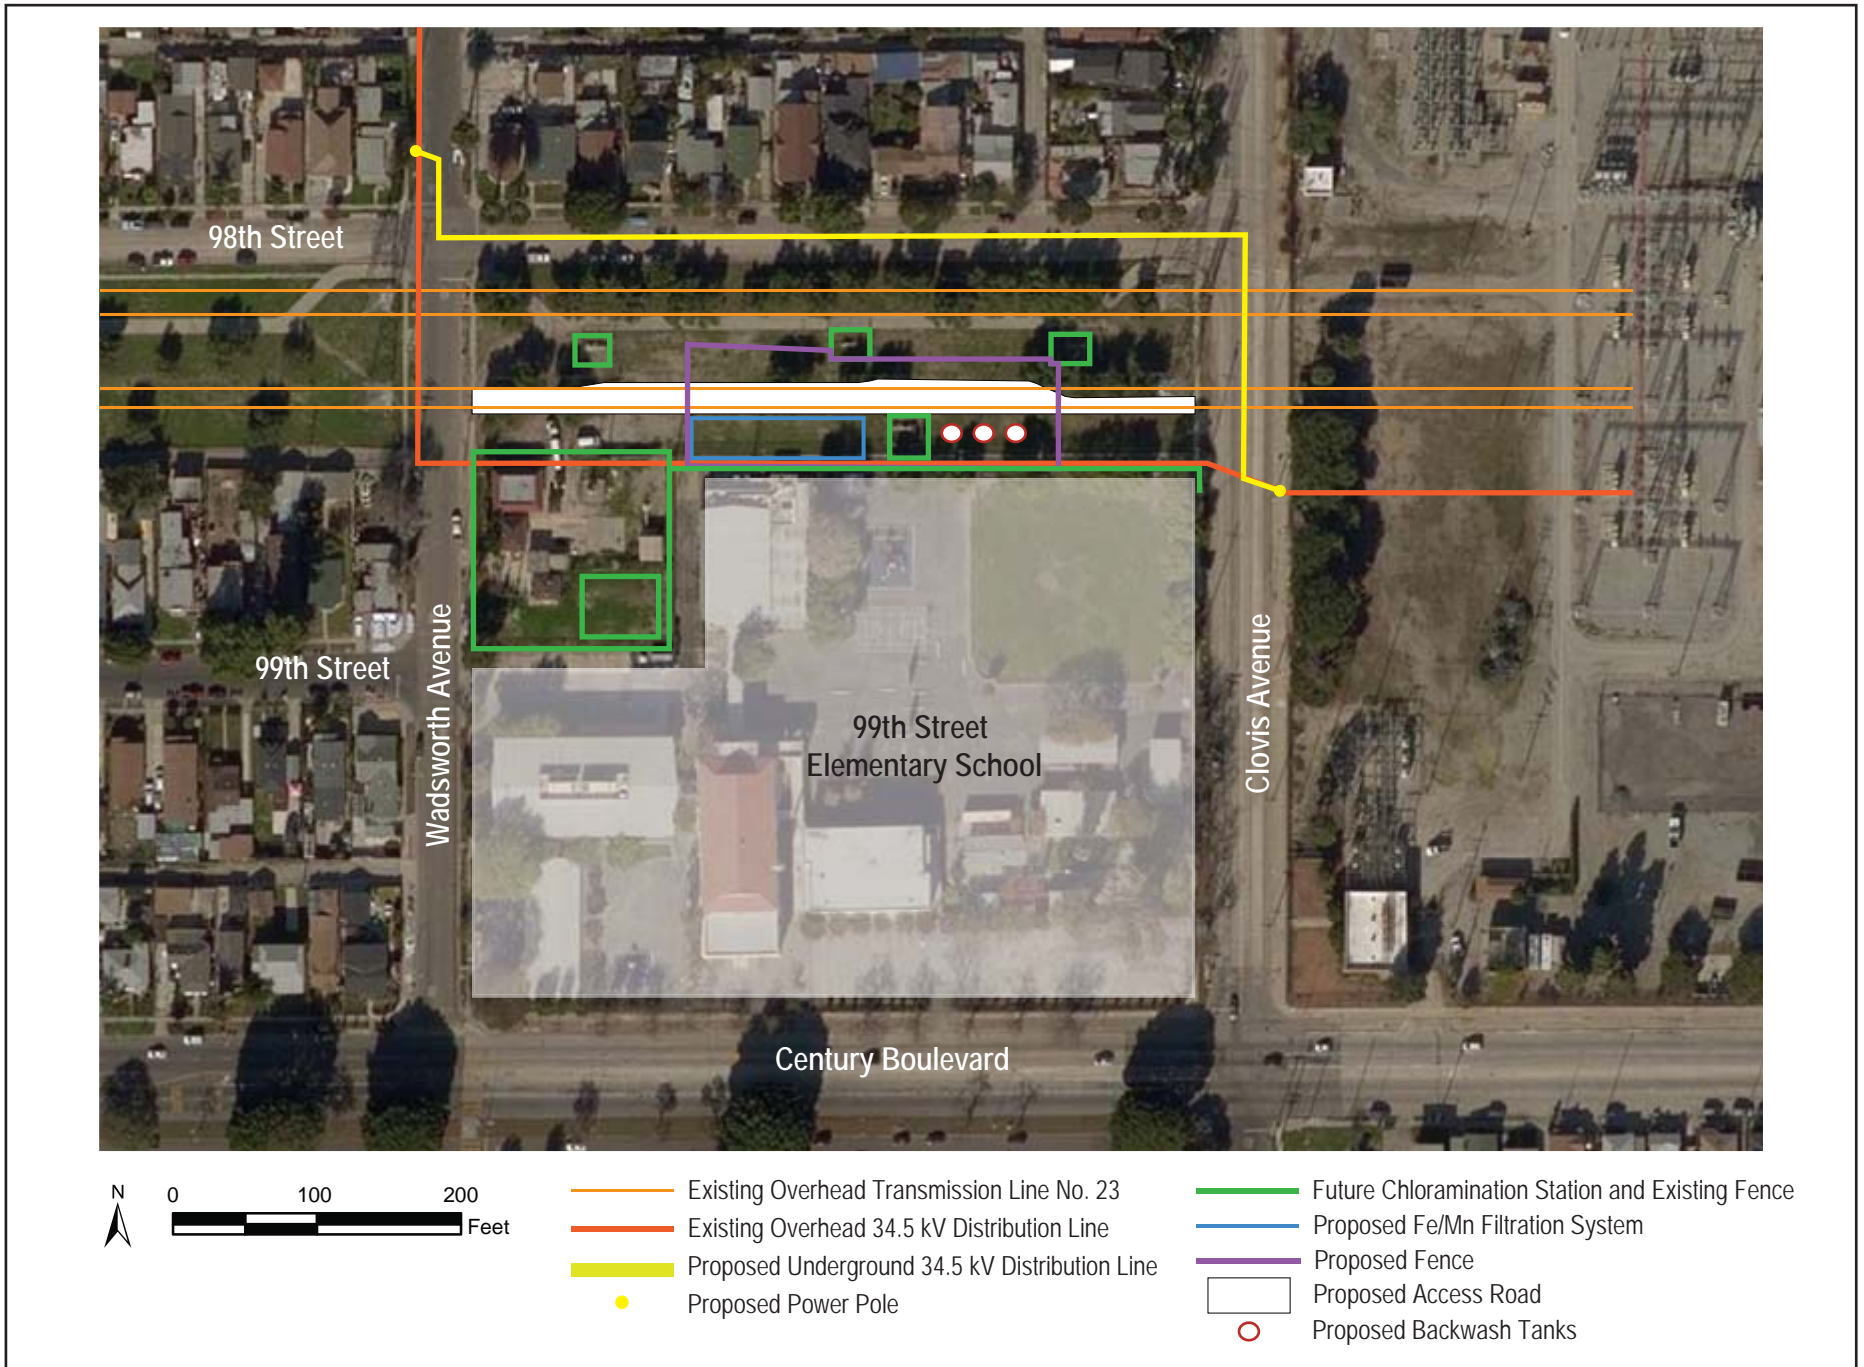 98th Street
99th Street
Wadsworth Avenue
99th Street
Elementary School
Clovis Avenue
Century Boulevard
N
0 100 200
Feet
Existing Overhead Transmission Line No. 23
Existing Overhead 34.5 kV Distribution Line
Proposed Underground 34.5 kV Distribution Line
Proposed Power Pole
Future Chloramination Station and Existing Fence
Proposed Fe/Mn Filtration System
Proposed Fence
Proposed Access Road
Proposed Backwash Tanks